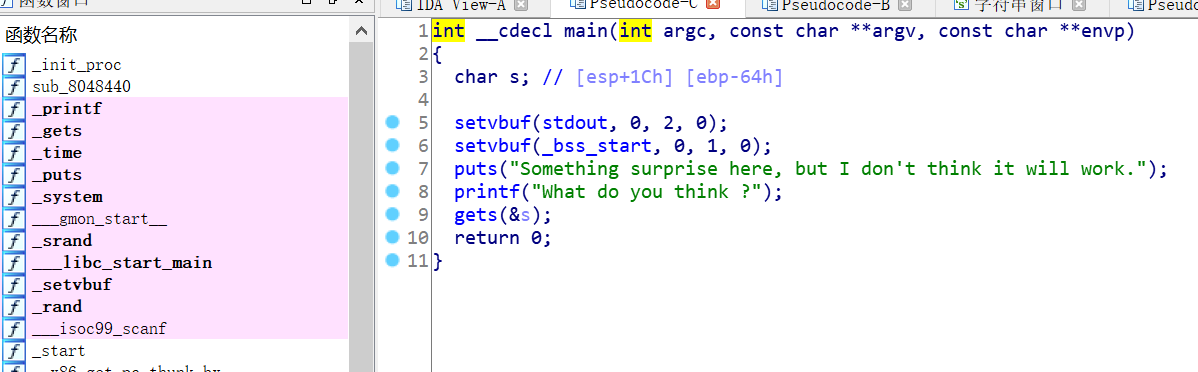 函数窗口
IDA View-A
Pseudocode-C
Pseudocode-B
字符串窗口
函数名称
f _init_proc
f sub_8048440
f _printf
f _gets
f _time
f _puts
f _system
f ___gmon_start__
f _srand
f ___libc_start_main
f _setvbuf
f _rand
f ___isoc99_scanf
f _start
1 int __cdecl main(int argc, const char **argv, const char **envp)
2 {
3   char s; // [esp+1Ch] [ebp-64h]
4
5   setvbuf(stdout, 0, 2, 0);
6   setvbuf(_bss_start, 0, 1, 0);
7   puts("Something surprise here, but I don't think it will work.");
8   printf("What do you think ?");
9   gets(&s);
10   return 0;
11 }